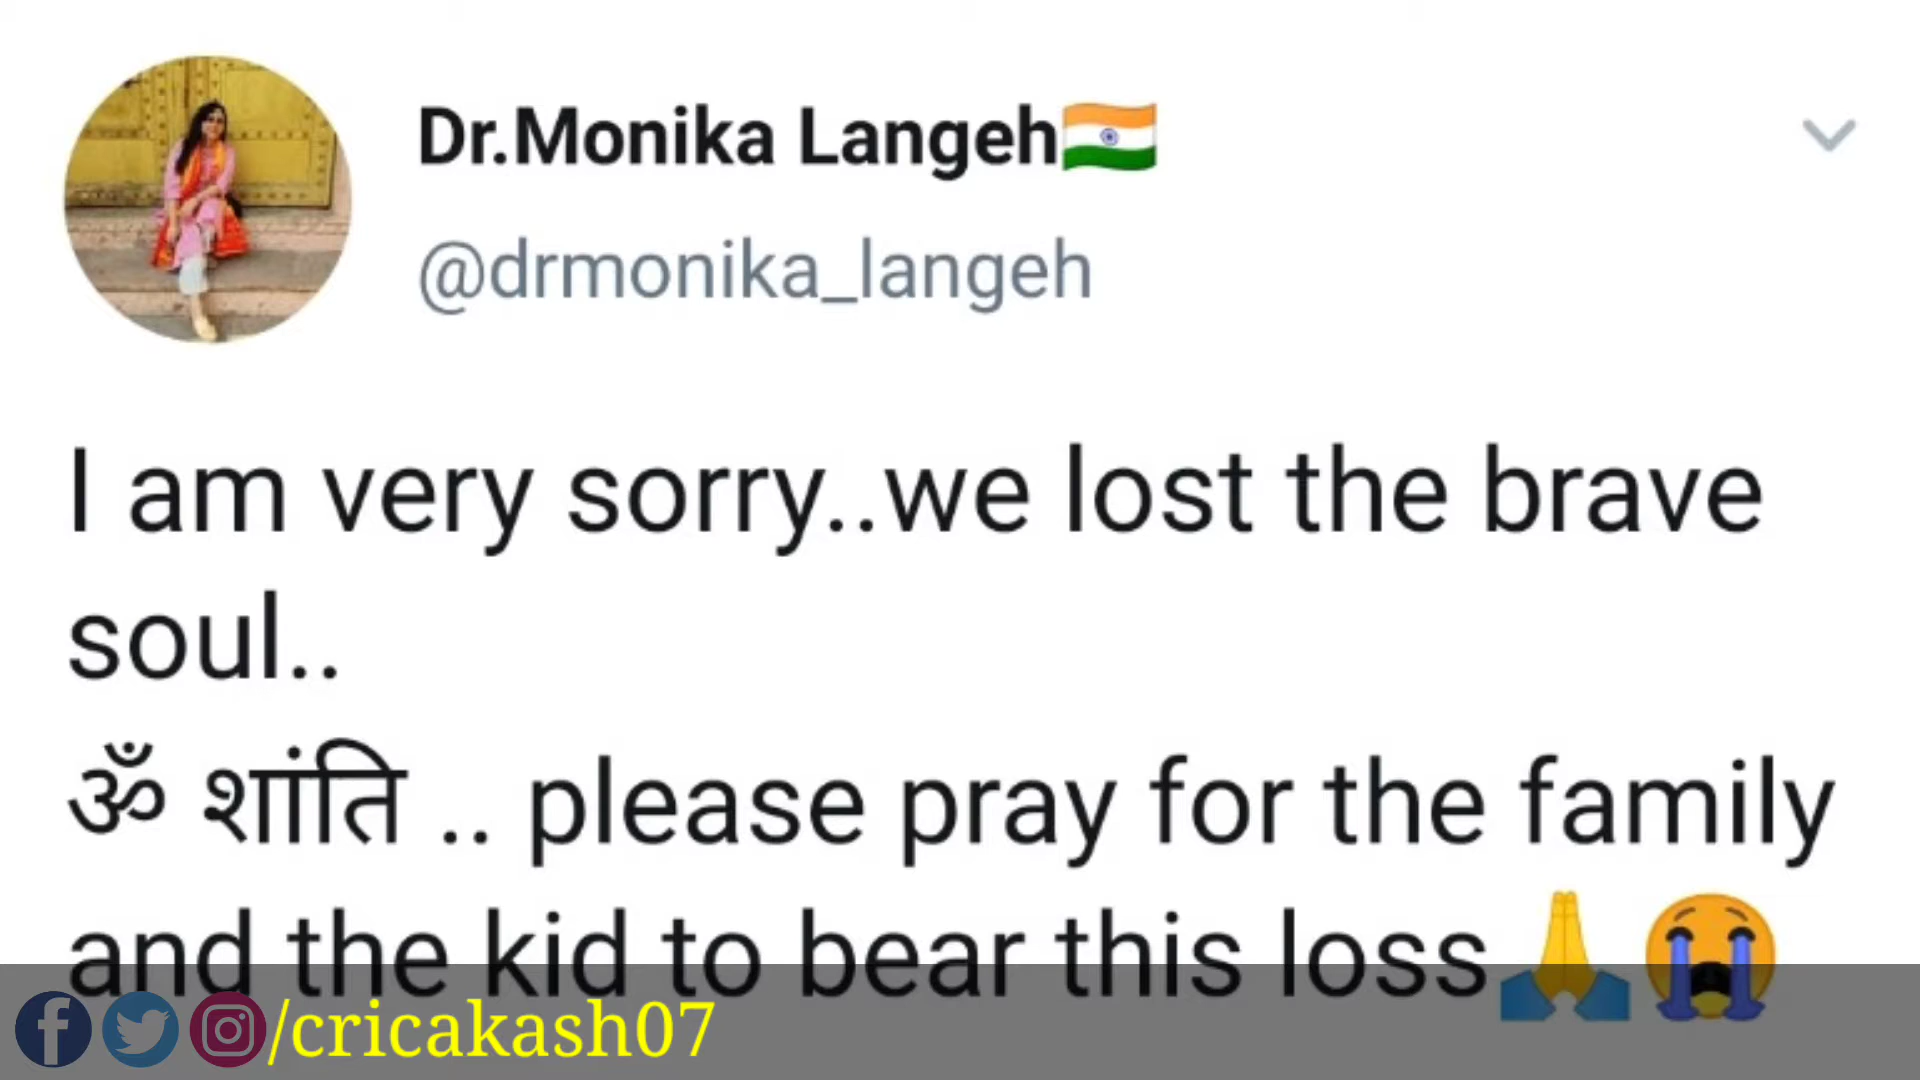 Dr.Monika Langeh🇮🇳
@drmonika_langeh
I am very sorry..we lost the brave
soul..
ॐ शांति .. please pray for the family
and the kid to bear this loss🙏😭
/cricakash07